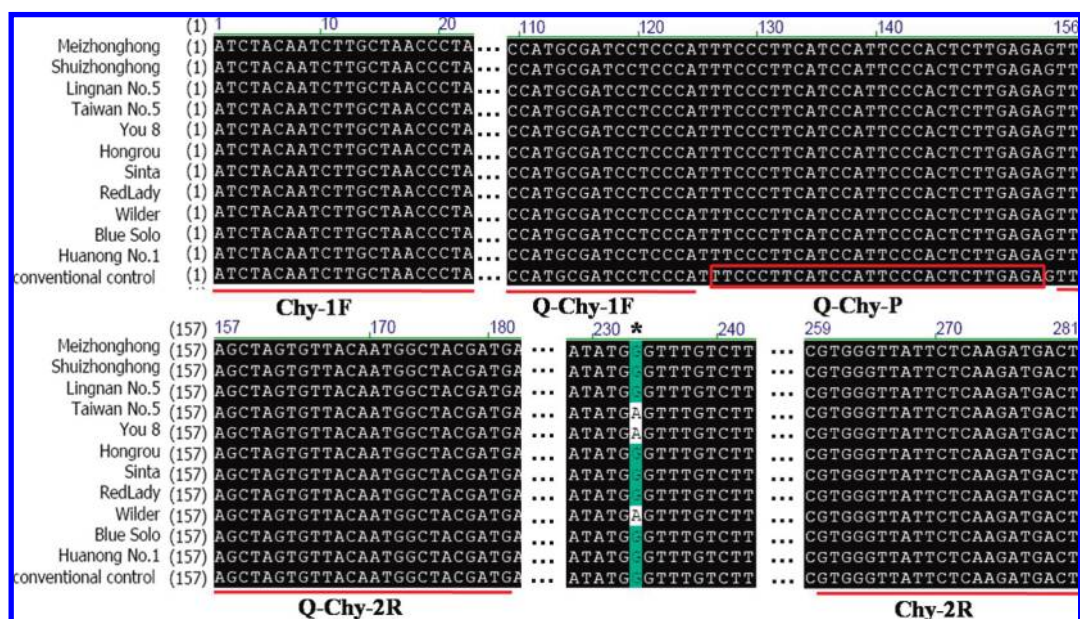 (1) 1 10 20 110 120 130 140 156
Meizhonghong (1) ATCTACAATCTTGCTAACCCTA ... CCATGCGATCCTCCCATTTCCCTTCATCCATTCCCACTCTTGAGAGTT
Shuizhonghong (1) ATCTACAATCTTGCTAACCCTA ... CCATGCGATCCTCCCATTTCCCTTCATCCATTCCCACTCTTGAGAGTT
Lingnan No.5 (1) ATCTACAATCTTGCTAACCCTA ... CCATGCGATCCTCCCATTTCCCTTCATCCATTCCCACTCTTGAGAGTT
Taiwan No.5 (1) ATCTACAATCTTGCTAACCCTA ... CCATGCGATCCTCCCATTTCCCTTCATCCATTCCCACTCTTGAGAGTT
You 8 (1) ATCTACAATCTTGCTAACCCTA ... CCATGCGATCCTCCCATTTCCCTTCATCCATTCCCACTCTTGAGAGTT
Hongrou (1) ATCTACAATCTTGCTAACCCTA ... CCATGCGATCCTCCCATTTCCCTTCATCCATTCCCACTCTTGAGAGTT
Sinta (1) ATCTACAATCTTGCTAACCCTA ... CCATGCGATCCTCCCATTTCCCTTCATCCATTCCCACTCTTGAGAGTT
RedLady (1) ATCTACAATCTTGCTAACCCTA ... CCATGCGATCCTCCCATTTCCCTTCATCCATTCCCACTCTTGAGAGTT
Wilder (1) ATCTACAATCTTGCTAACCCTA ... CCATGCGATCCTCCCATTTCCCTTCATCCATTCCCACTCTTGAGAGTT
Blue Solo (1) ATCTACAATCTTGCTAACCCTA ... CCATGCGATCCTCCCATTTCCCTTCATCCATTCCCACTCTTGAGAGTT
Huanong No.1 (1) ATCTACAATCTTGCTAACCCTA ... CCATGCGATCCTCCCATTTCCCTTCATCCATTCCCACTCTTGAGAGTT
conventional control (1) ATCTACAATCTTGCTAACCCTA ... CCATGCGATCCTCCCATTTCCCTTCATCCATTCCCACTCTTGAGAGTT
Chy-1F Q-Chy-1F Q-Chy-P
(157) 157 170 180 230 * 240 259 270 281
Meizhonghong (157) AGCTAGTGTTACAATGGCTACGATGA ... ATATGGGTTTGTCTT ... CGTGGGTTATTCTCAAGATGACT
Shuizhonghong (157) AGCTAGTGTTACAATGGCTACGATGA ... ATATGGGTTTGTCTT ... CGTGGGTTATTCTCAAGATGACT
Lingnan No.5 (157) AGCTAGTGTTACAATGGCTACGATGA ... ATATGGGTTTGTCTT ... CGTGGGTTATTCTCAAGATGACT
Taiwan No.5 (157) AGCTAGTGTTACAATGGCTACGATGA ... ATATGAGTTTGTCTT ... CGTGGGTTATTCTCAAGATGACT
You 8 (157) AGCTAGTGTTACAATGGCTACGATGA ... ATATGAGTTTGTCTT ... CGTGGGTTATTCTCAAGATGACT
Hongrou (157) AGCTAGTGTTACAATGGCTACGATGA ... ATATGGGTTTGTCTT ... CGTGGGTTATTCTCAAGATGACT
Sinta (157) AGCTAGTGTTACAATGGCTACGATGA ... ATATGGGTTTGTCTT ... CGTGGGTTATTCTCAAGATGACT
RedLady (157) AGCTAGTGTTACAATGGCTACGATGA ... ATATGGGTTTGTCTT ... CGTGGGTTATTCTCAAGATGACT
Wilder (157) AGCTAGTGTTACAATGGCTACGATGA ... ATATGAGTTTGTCTT ... CGTGGGTTATTCTCAAGATGACT
Blue Solo (157) AGCTAGTGTTACAATGGCTACGATGA ... ATATGGGTTTGTCTT ... CGTGGGTTATTCTCAAGATGACT
Huanong No.1 (157) AGCTAGTGTTACAATGGCTACGATGA ... ATATGGGTTTGTCTT ... CGTGGGTTATTCTCAAGATGACT
conventional control (157) AGCTAGTGTTACAATGGCTACGATGA ... ATATGGGTTTGTCTT ... CGTGGGTTATTCTCAAGATGACT
Q-Chy-2R Chy-2R